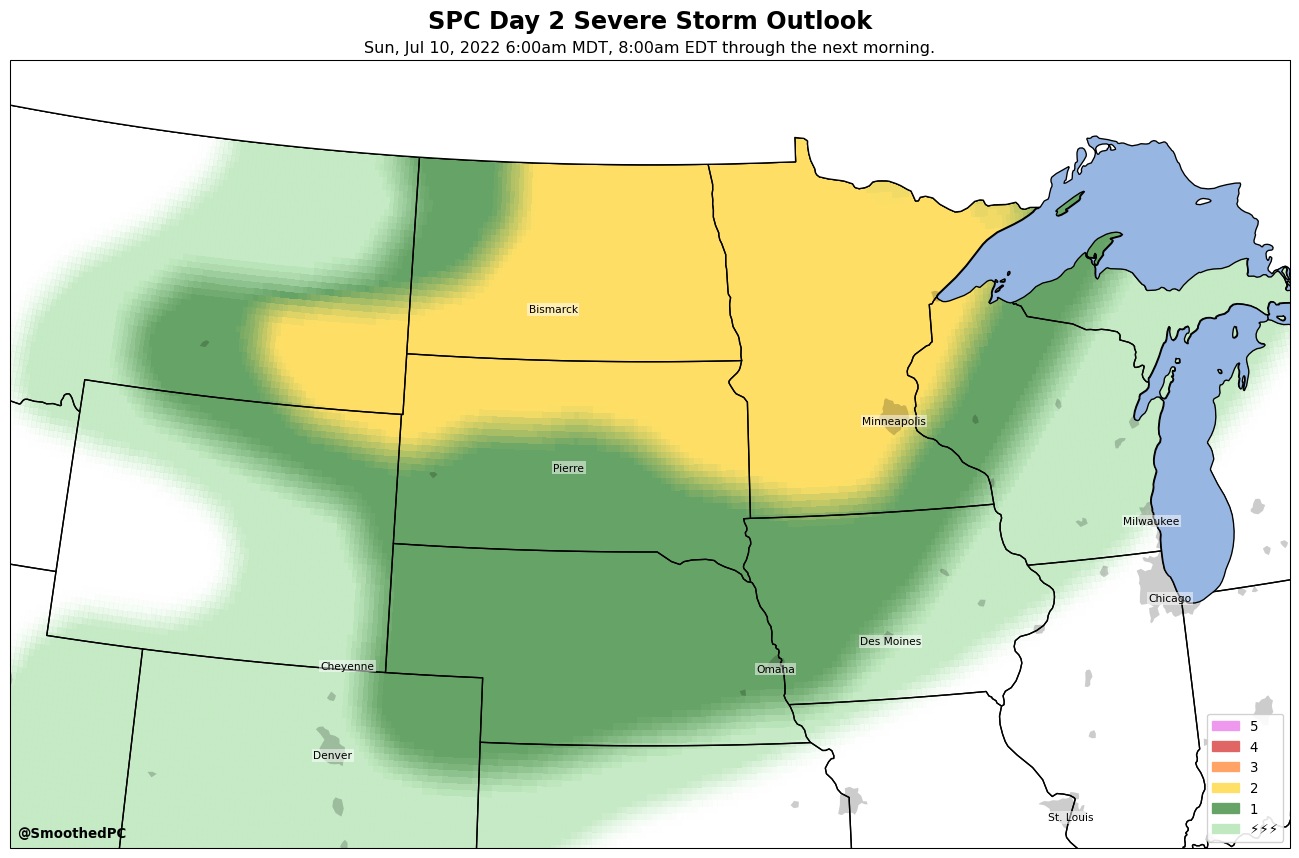 SPC Day 2 Severe Storm Outlook
Sun, Jul 10, 2022 6:00am MDT, 8:00am EDT through the next morning.
Bismarck
Minneapolis
Pierre
Milwaukee
Chicago
Des Moines
Cheyenne
Omaha
Denver
St. Louis
5
4
3
2
1
⚡⚡⚡
@SmoothedPC